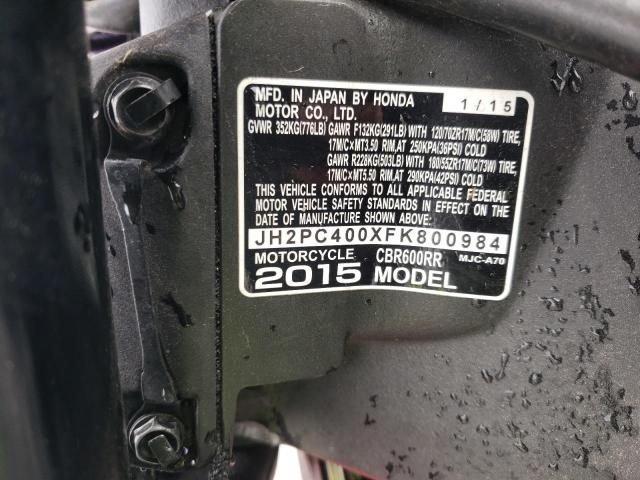 MFD. IN JAPAN BY HONDA 1/15
MOTOR CO., LTD.
GVWR 352KG(776LB) GAWR F132KG(291LB) WITH 120/70ZR17M/C(58W) TIRE,
17M/C×MT3.50 RIM,AT 250KPA(36PSI) COLD
GAWR R228KG(503LB) WITH 180/55ZR17M/C(73W) TIRE,
17M/C×MT5.50 RIM,AT 290KPA(42PSI) COLD
THIS VEHICLE CONFORMS TO ALL APPLICABLE FEDERAL
MOTOR VEHICLE SAFETY STANDARDS IN EFFECT ON THE
DATE OF MANUFACTURE SHOWN ABOVE:
JH2PC400XFK800984
MOTORCYCLE CBR600RR MJC-A70
2015 MODEL